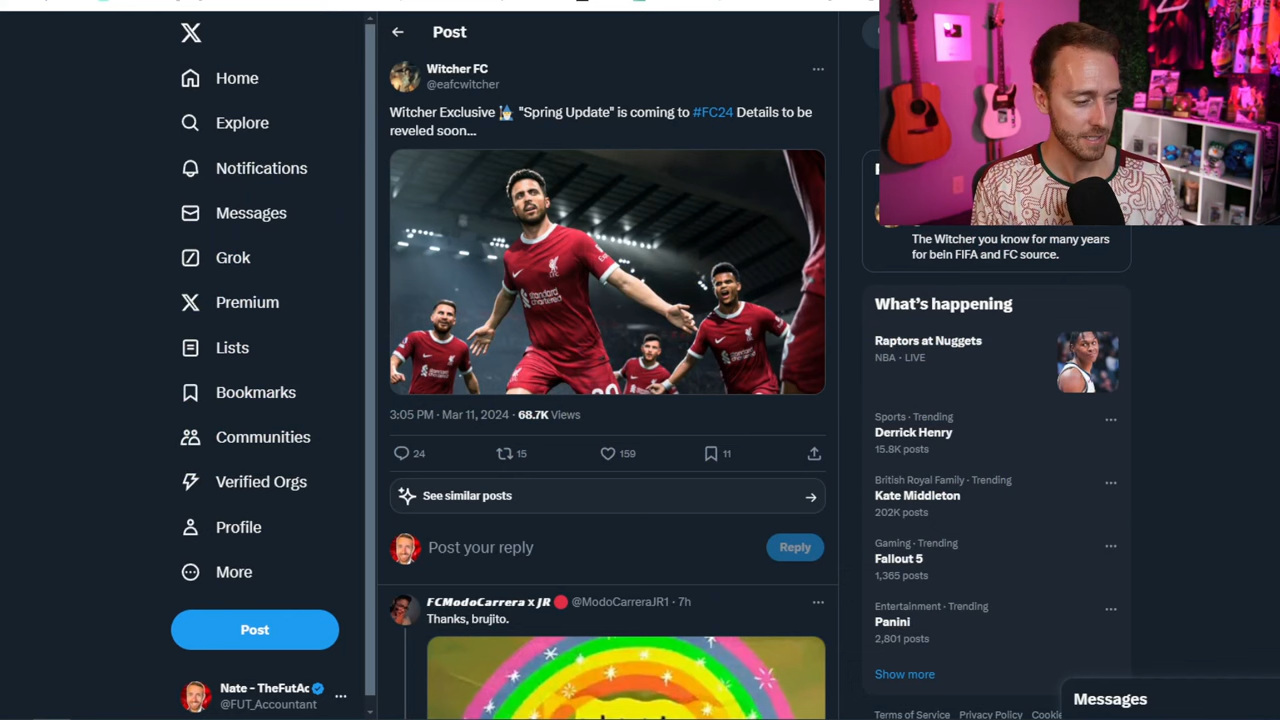 Home
Explore
Notifications
Messages
Grok
Premium
Lists
Bookmarks
Communities
Verified Orgs
Profile
More
Post
Nate - TheFutAc
@FUT_Accountant
Post
Witcher FC
@eafcwitcher
Witcher Exclusive "Spring Update" is coming to #FC24 Details to be
reveled soon...
standard
chartered
3:05 PM · Mar 11, 2024 · 68.7K Views
24
15
159
11
See similar posts
Post your reply
Reply
FCModoCarrera x JR @ModoCarreraJR1 · 7h
Thanks, brujito.
The Witcher you know for many years
for bein FIFA and FC source.
What's happening
Raptors at Nuggets
NBA · LIVE
Sports · Trending
Derrick Henry
15.8K posts
British Royal Family · Trending
Kate Middleton
202K posts
Gaming · Trending
Fallout 5
1,365 posts
Entertainment · Trending
Panini
2,801 posts
Show more
Messages
Terms of Service Privacy Policy Cookie